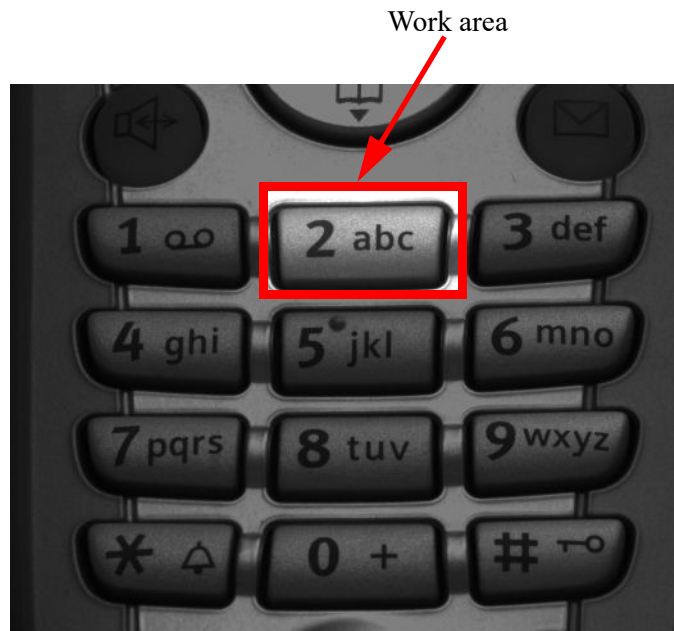 Work area
1
2 abc
3 def
4 ghi
5 jkl
6 mno
7 pqrs
8 tuv
9 wxyz
*
0 +
#